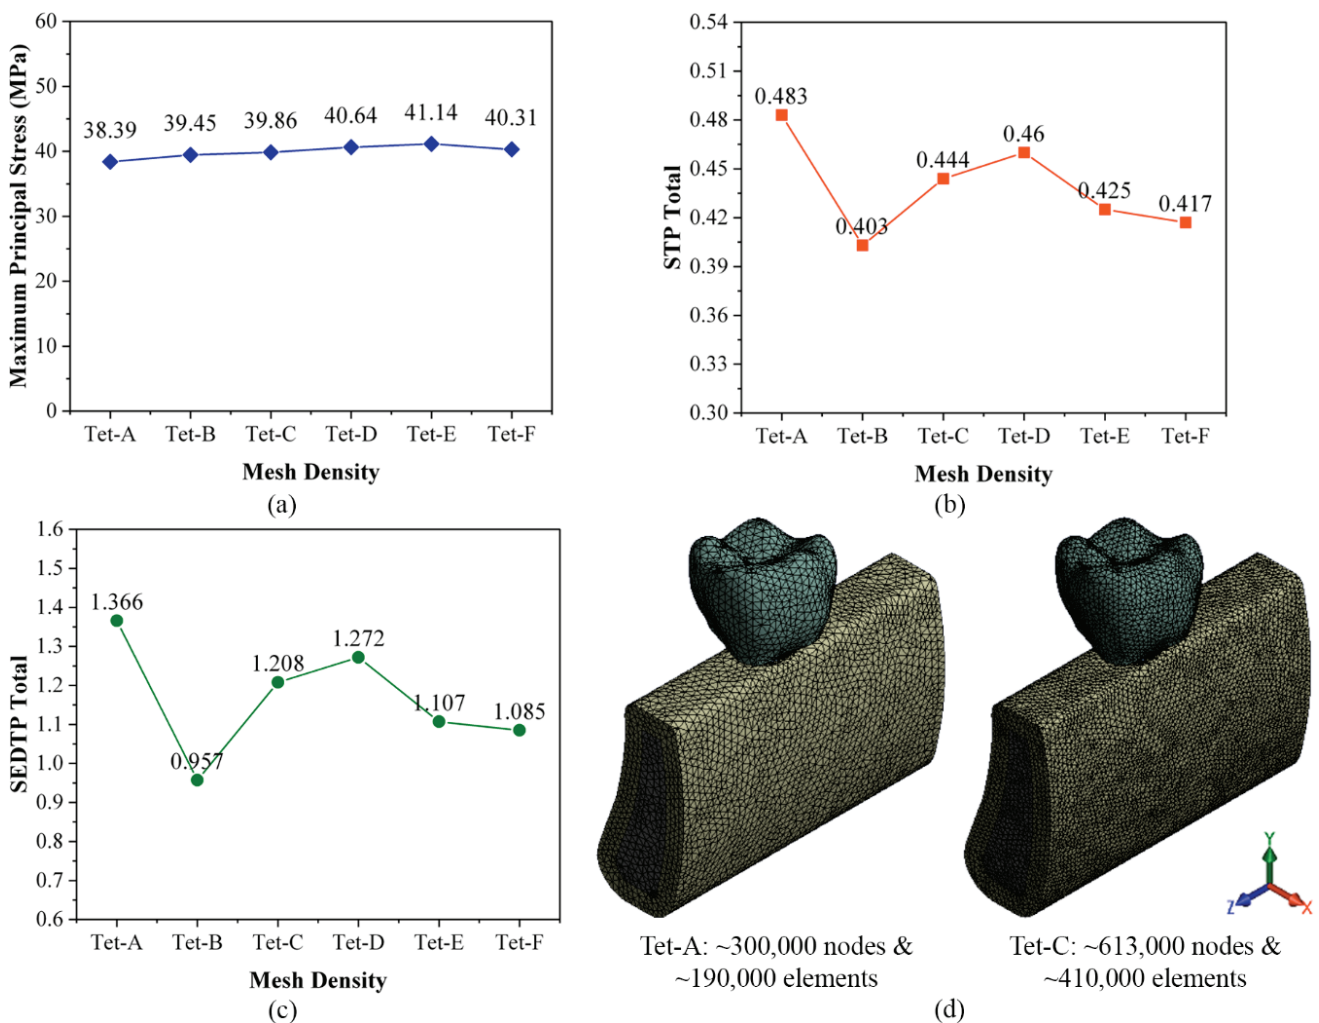 Maximum Principal Stress (MPa)
60
50
40
30
20
10
0
38.39
39.45
39.86
40.64
41.14
40.31
Tet-A Tet-B Tet-C Tet-D Tet-E Tet-F
Mesh Density
(a)
STP Total
0.54
0.51
0.48
0.45
0.42
0.39
0.36
0.33
0.30
0.483
0.403
0.444
0.46
0.425
0.417
Tet-A Tet-B Tet-C Tet-D Tet-E Tet-F
Mesh Density
(b)
SEDTP Total
1.6
1.5
1.4
1.3
1.2
1.1
1.0
0.9
0.8
0.7
0.6
1.366
0.957
1.208
1.272
1.107
1.085
Tet-A Tet-B Tet-C Tet-D Tet-E Tet-F
Mesh Density
(c)
Y
Z
X
Tet-A: ~300,000 nodes &
~190,000 elements
Tet-C: ~613,000 nodes &
~410,000 elements
(d)